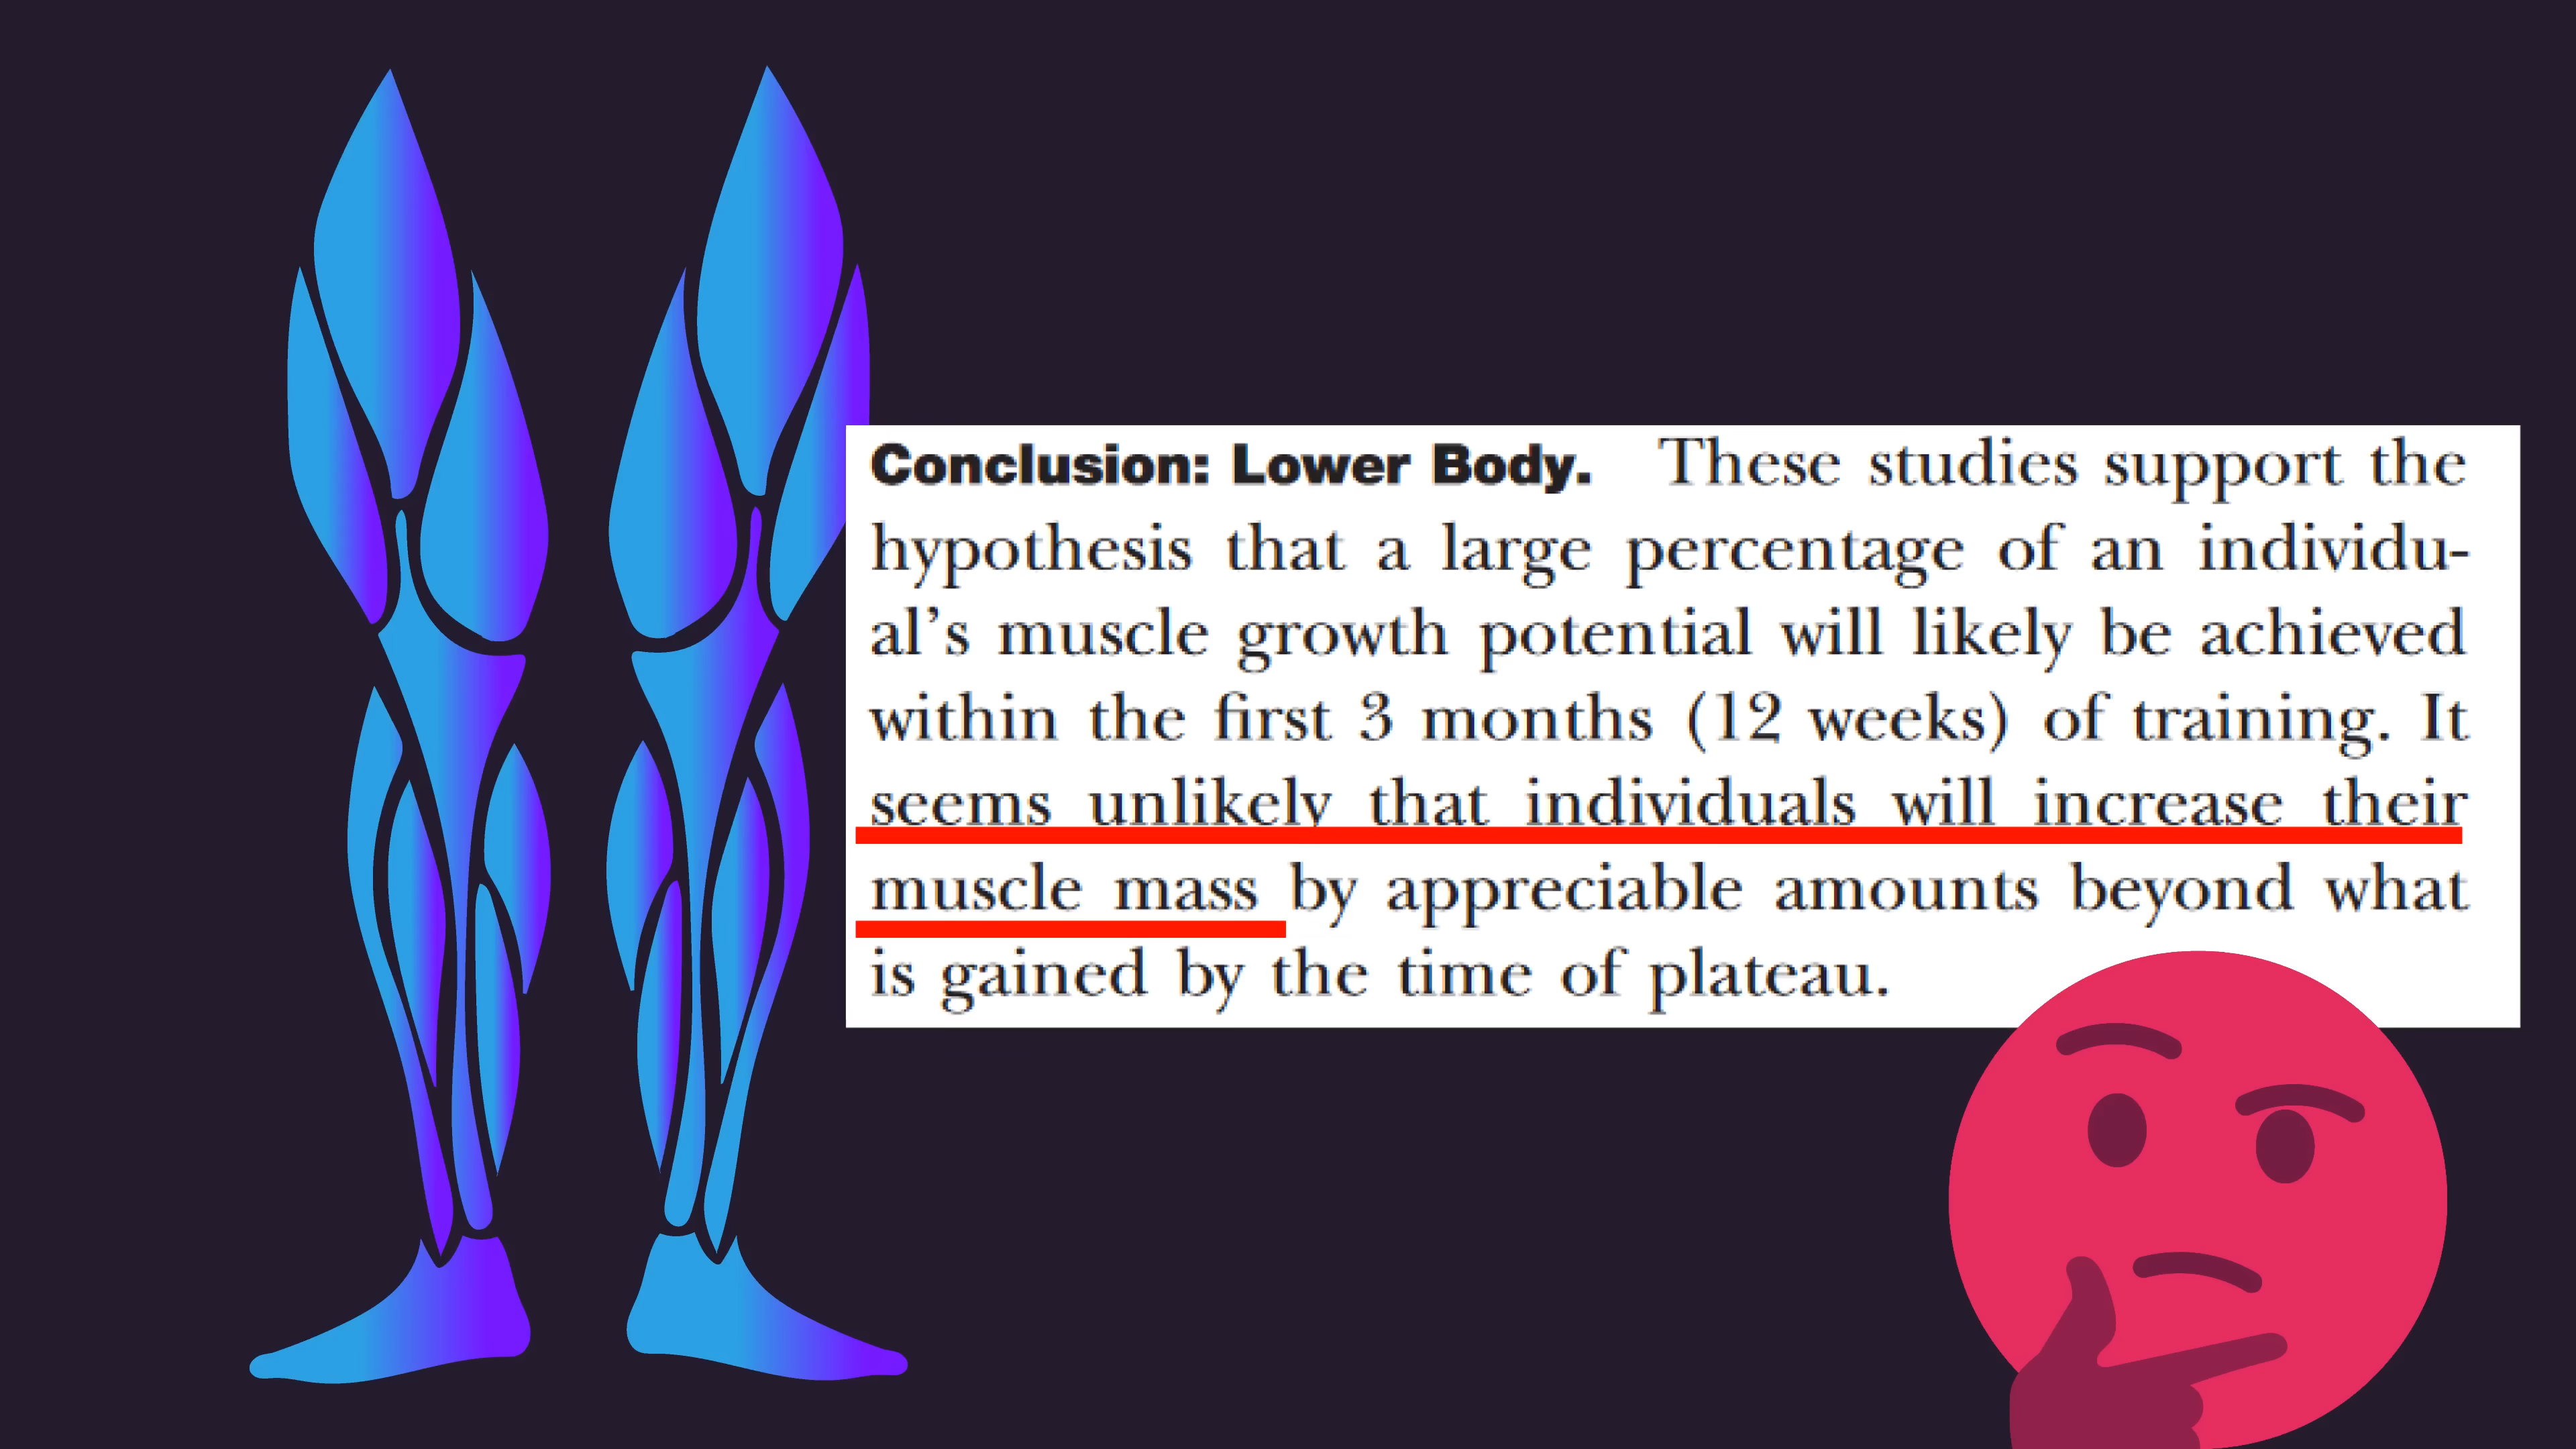 Conclusion: Lower Body. These studies support the
hypothesis that a large percentage of an individu-
al’s muscle growth potential will likely be achieved
within the first 3 months (12 weeks) of training. It
seems unlikely that individuals will increase their
muscle mass by appreciable amounts beyond what
is gained by the time of plateau.